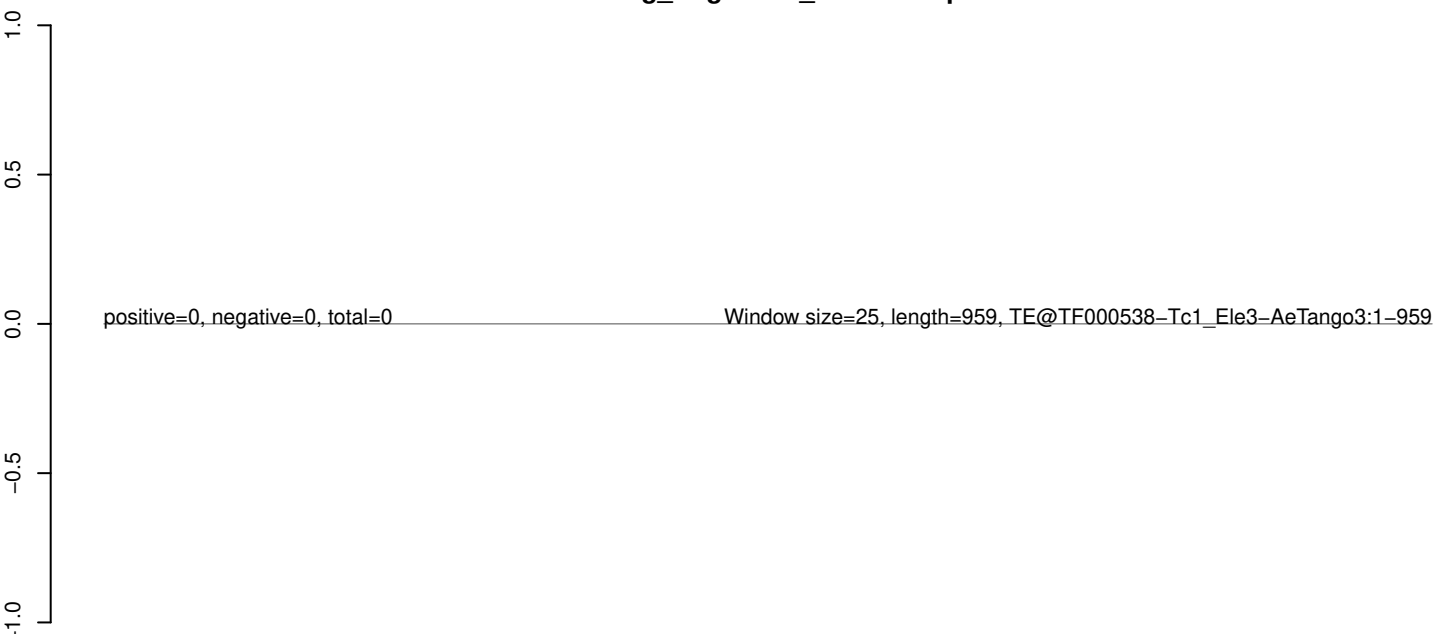 1.0
0.5
0.0
−0.5
−1.0
positive=0, negative=0, total=0
Window size=25, length=959, TE@TF000538−Tc1_Ele3−AeTango3:1−959